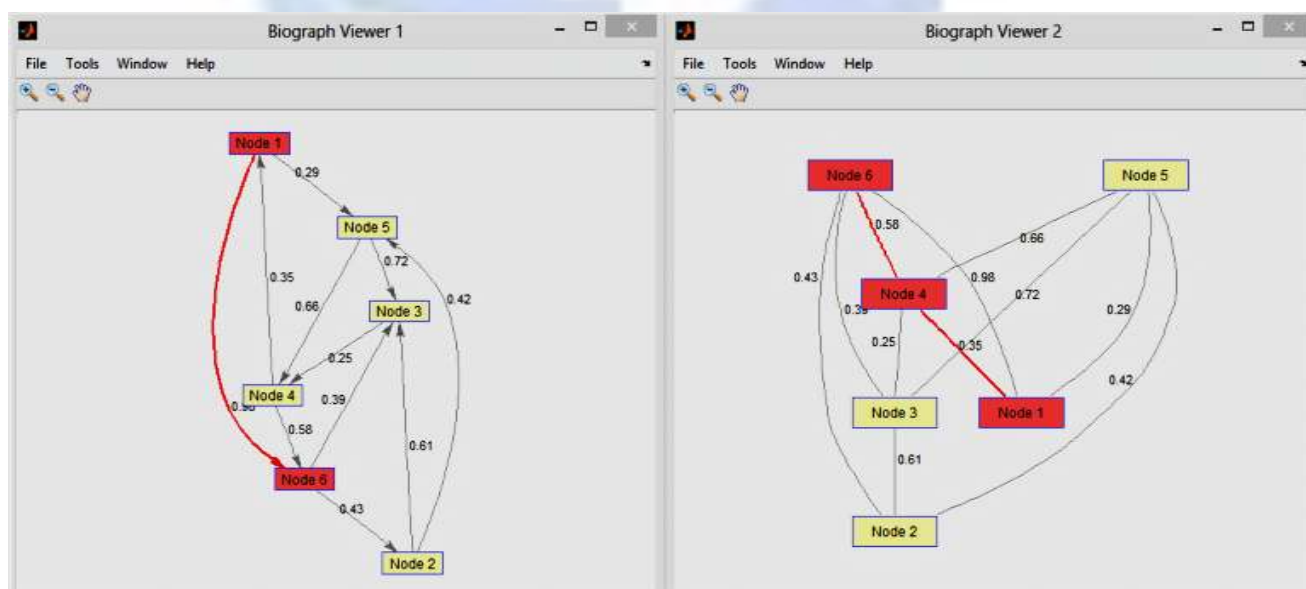 Biograph Viewer 1
File Tools Window Help
Node 1
0.29
Node 5
0.72
0.35
0.42
0.66
Node 3
0.25
Node 4
0.39
0.58
0.61
Node 6
0.43
Node 2
Biograph Viewer 2
File Tools Window Help
Node 6
Node 5
0.58
0.66
0.43
0.98
Node 4
0.72
0.29
0.25
0.35
0.42
Node 3
Node 1
0.61
Node 2